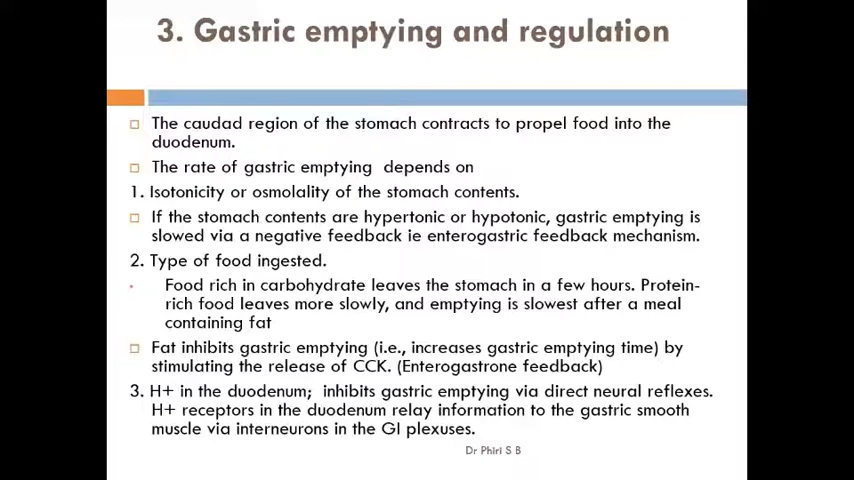 3. Gastric emptying and regulation
The caudad region of the stomach contracts to propel food into the
duodenum.
The rate of gastric emptying  depends on
1. Isotonicity or osmolality of the stomach contents.
If the stomach contents are hypertonic or hypotonic, gastric emptying is
slowed via a negative feedback ie enterogastric feedback mechanism.
2. Type of food ingested.
Food rich in carbohydrate leaves the stomach in a few hours. Protein-
rich food leaves more slowly, and emptying is slowest after a meal
containing fat
Fat inhibits gastric emptying (i.e., increases gastric emptying time) by
stimulating the release of CCK. (Enterogastrone feedback)
3. H+ in the duodenum;  inhibits gastric emptying via direct neural reflexes.
H+ receptors in the duodenum relay information to the gastric smooth
muscle via interneurons in the GI plexuses.
Dr Phiri S B